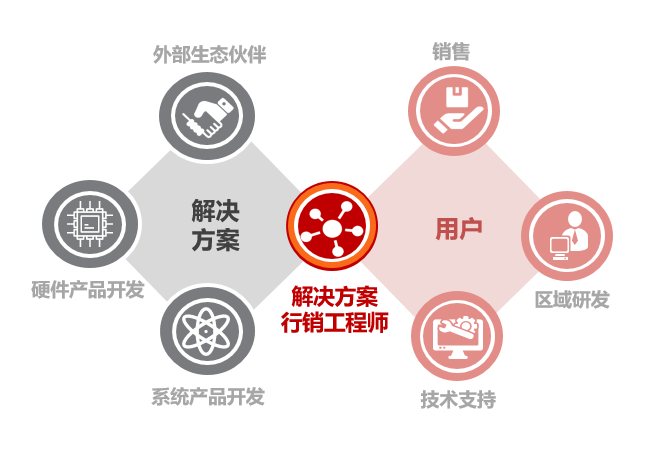 外部生态伙伴
销售
解决
方案
用户
硬件产品开发
解决方案
行销工程师
区域研发
系统产品开发
技术支持